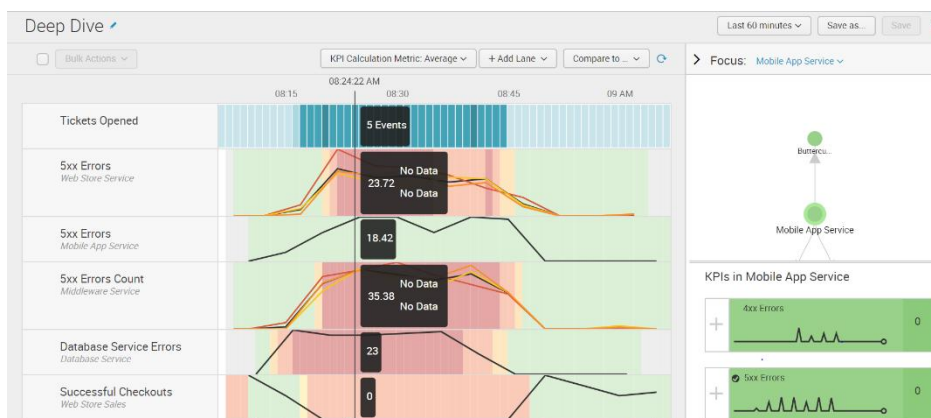 Deep Dive
Last 60 minutes
Save as...
Save
Bulk Actions
KPI Calculation Metric: Average
+ Add Lane
Compare to ...
Focus: Mobile App Service
08:24:22 AM
08:15
08:30
08:45
09 AM
Tickets Opened
5 Events
5xx Errors
Web Store Service
23.72
No Data
No Data
5xx Errors
Mobile App Service
18.42
5xx Errors Count
Middleware Service
35.38
No Data
No Data
Database Service Errors
Database Service
23
Successful Checkouts
Web Store Sales
0
Buttercu...
Mobile App Service
KPIs in Mobile App Service
4xx Errors
0
5xx Errors
0